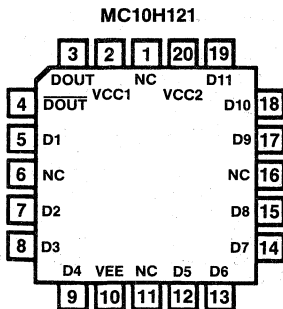 MC10H121
3 2 1 20 19
DOUT NC D11
VCC1 VCC2
4 D̅O̅U̅T̅ D10 18
5 D1 D9 17
6 NC NC 16
7 D2 D8 15
8 D3 D7 14
D4 VEE NC D5 D6
9 10 11 12 13